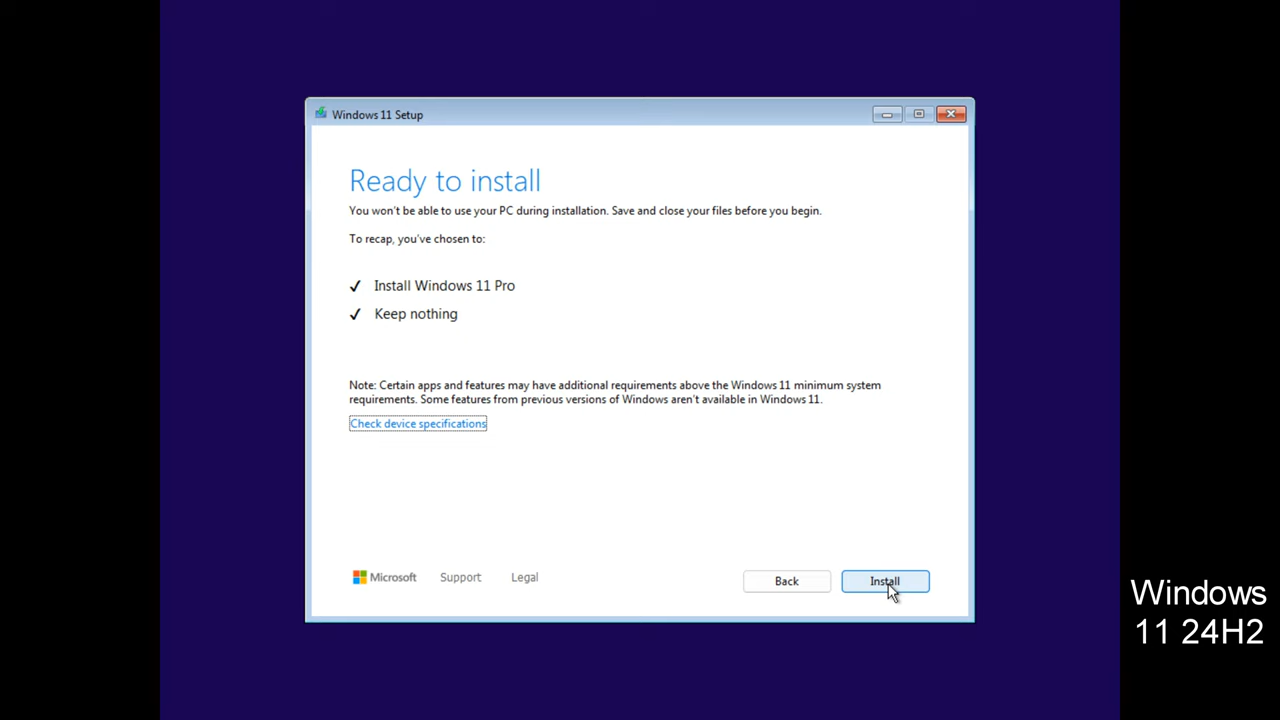 Windows 11 Setup
Ready to install
You won't be able to use your PC during installation. Save and close your files before you begin.
To recap, you've chosen to:
Install Windows 11 Pro
Keep nothing
Note: Certain apps and features may have additional requirements above the Windows 11 minimum system
requirements. Some features from previous versions of Windows aren't available in Windows 11.
Check device specifications
Microsoft Support Legal
Back Install
Windows
11 24H2